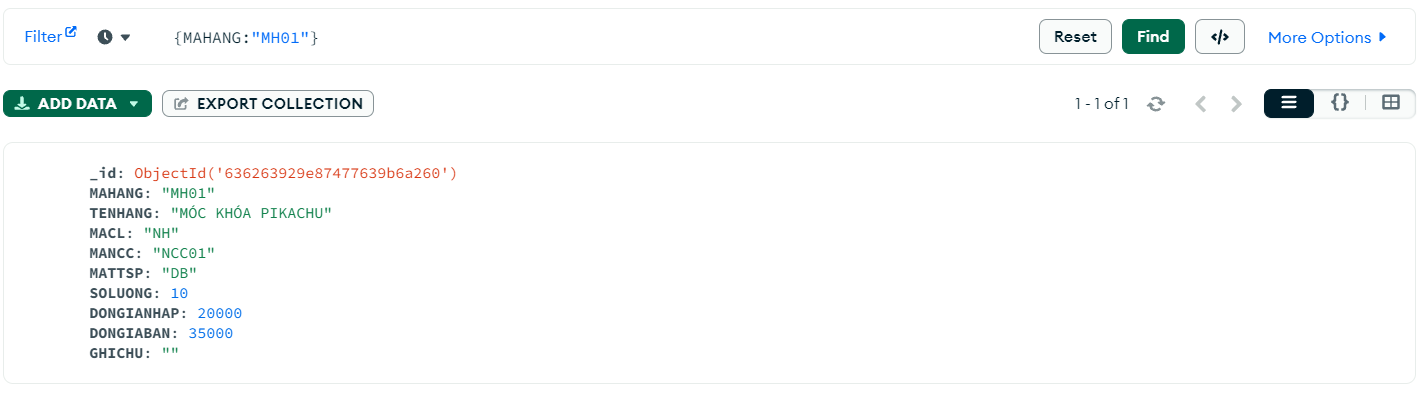 Filter {MAHANG:"MH01"} Reset Find </> More Options
ADD DATA EXPORT COLLECTION 1 - 1 of 1 {}
_id: ObjectId('636263929e87477639b6a260')
MAHANG: "MH01"
TENHANG: "MÓC KHÓA PIKACHU"
MACL: "NH"
MANCC: "NCC01"
MATTSP: "DB"
SOLUONG: 10
DONGIANHAP: 20000
DONGIABAN: 35000
GHICHU: ""